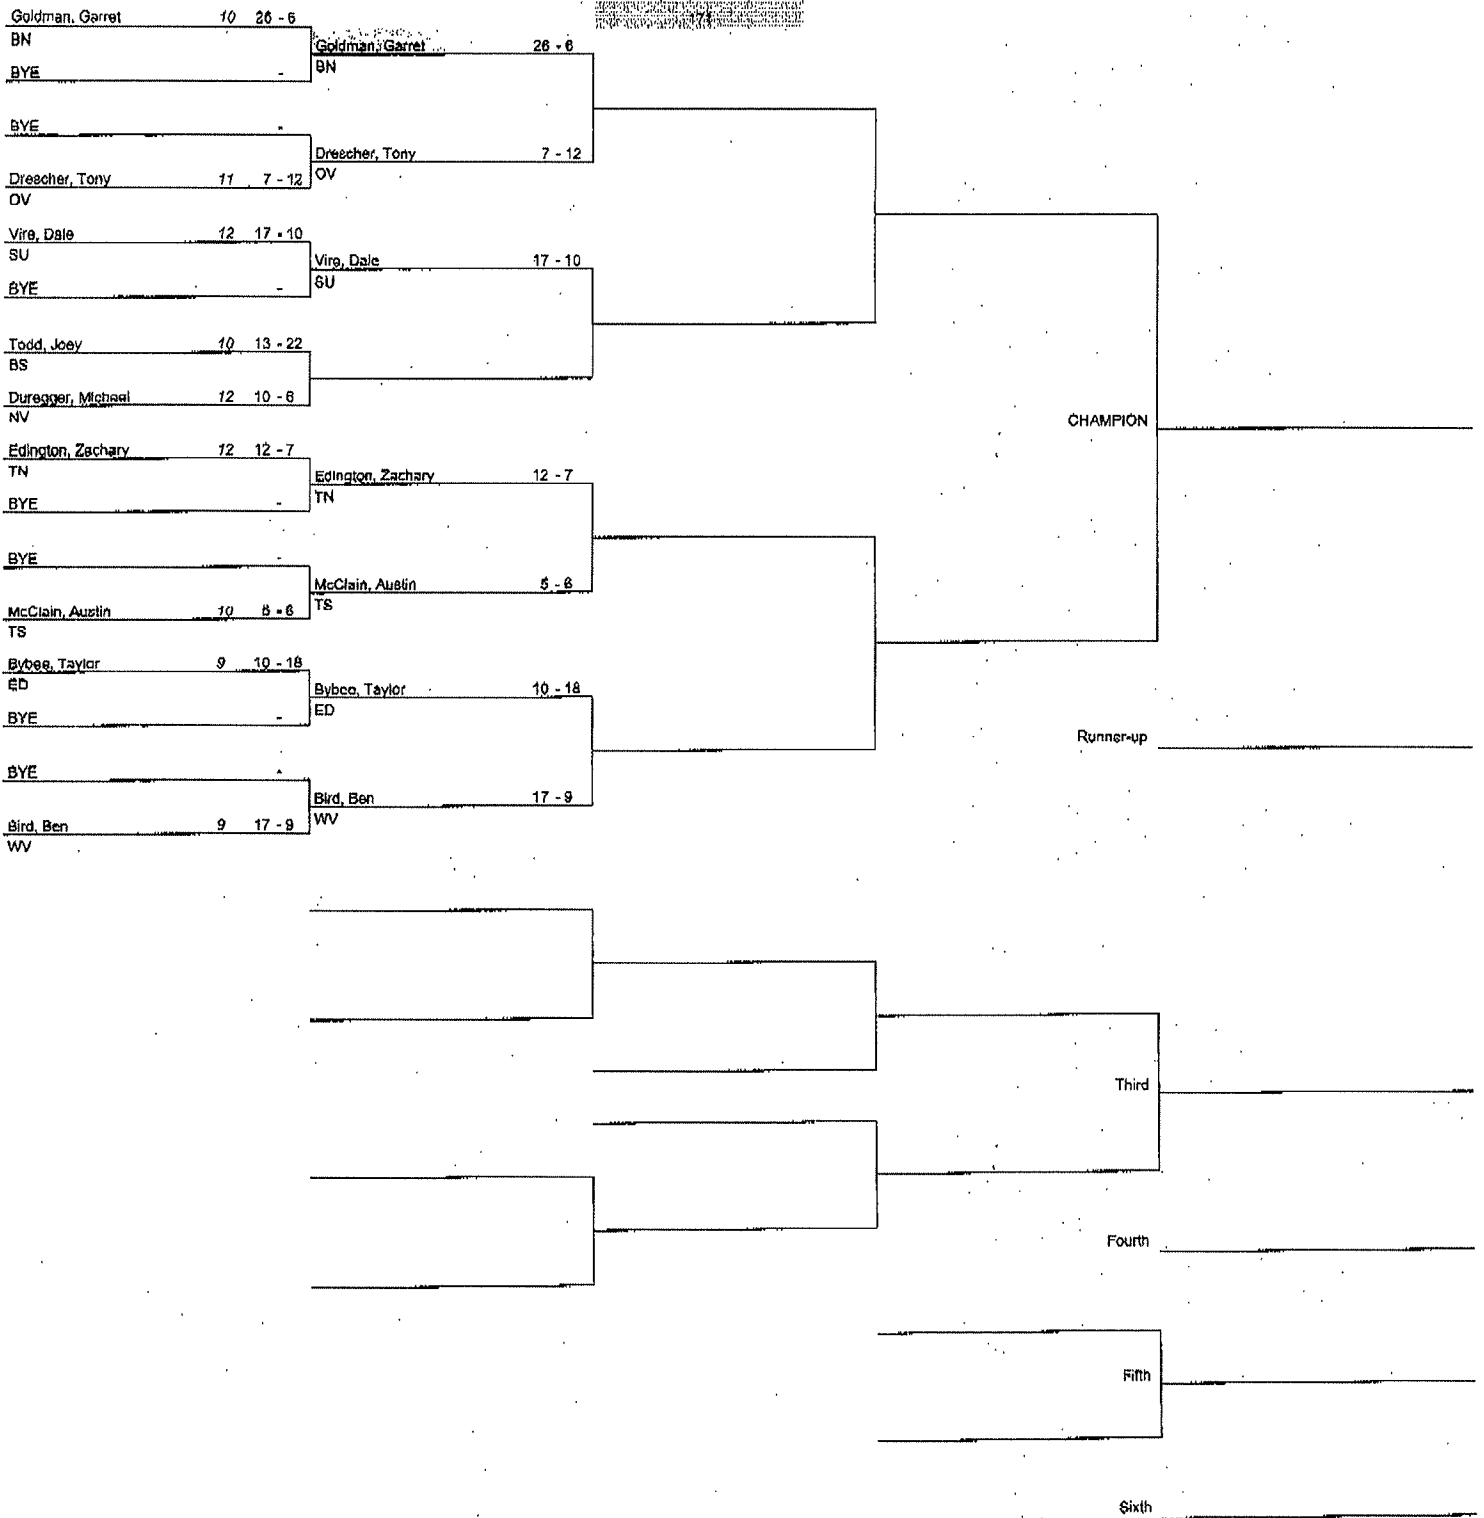 Goldman, Garret 10 26 - 6
BN
BYE -
BYE -
Drescher, Tony 11 7 - 12
OV
Vire, Dale 12 17 - 10
SU
BYE -
Todd, Joey 10 13 - 22
BS
Duregger, Michael 12 10 - 6
NV
Edington, Zachary 12 12 - 7
TN
BYE -
BYE -
McClain, Austin 10 5 - 6
TS
Bybee, Taylor 9 10 - 18
ED
BYE -
BYE -
Bird, Ben 9 17 - 9
WV
Goldman, Garret 26 - 6
BN
Drescher, Tony 7 - 12
OV
Vire, Dale 17 - 10
SU
Edington, Zachary 12 - 7
TN
McClain, Austin 5 - 6
TS
Bybee, Taylor 10 - 18
ED
Bird, Ben 17 - 9
WV
CHAMPION
Runner-up
Third
Fourth
Fifth
Sixth